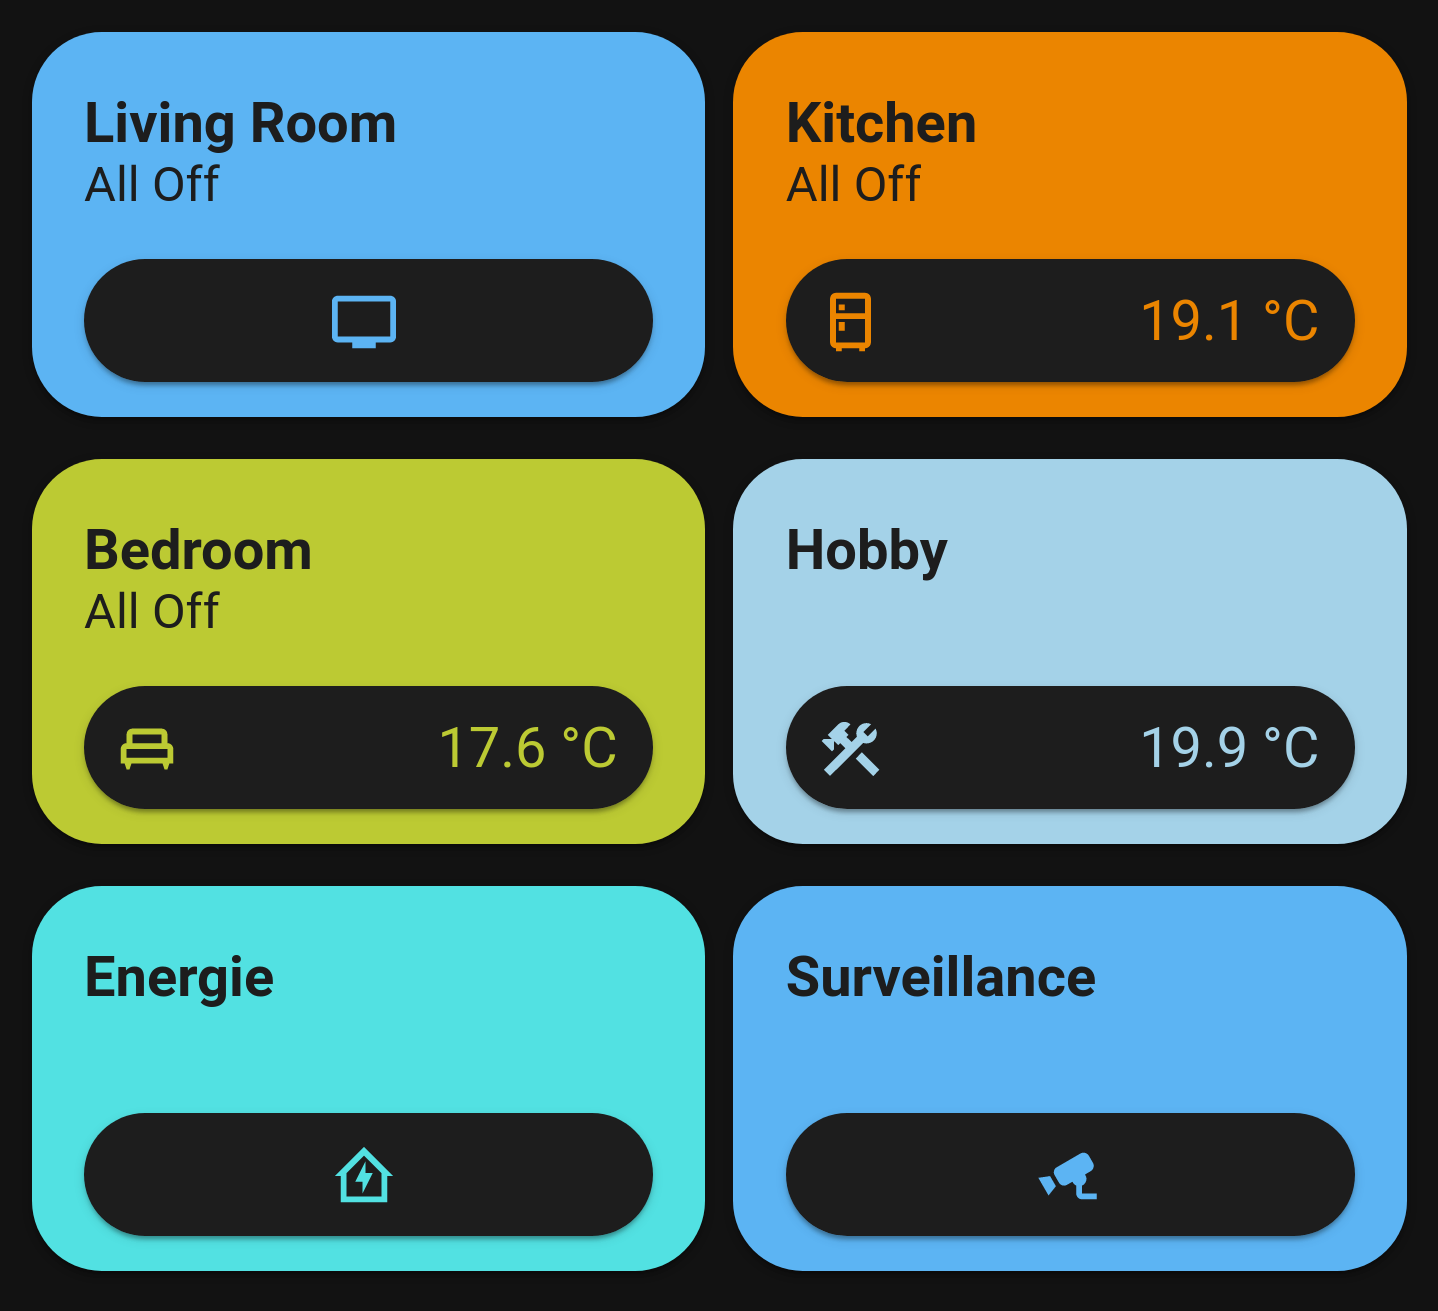 Living Room
All Off
Kitchen
All Off
19.1 °C
Bedroom
All Off
17.6 °C
Hobby
19.9 °C
Energie
Surveillance